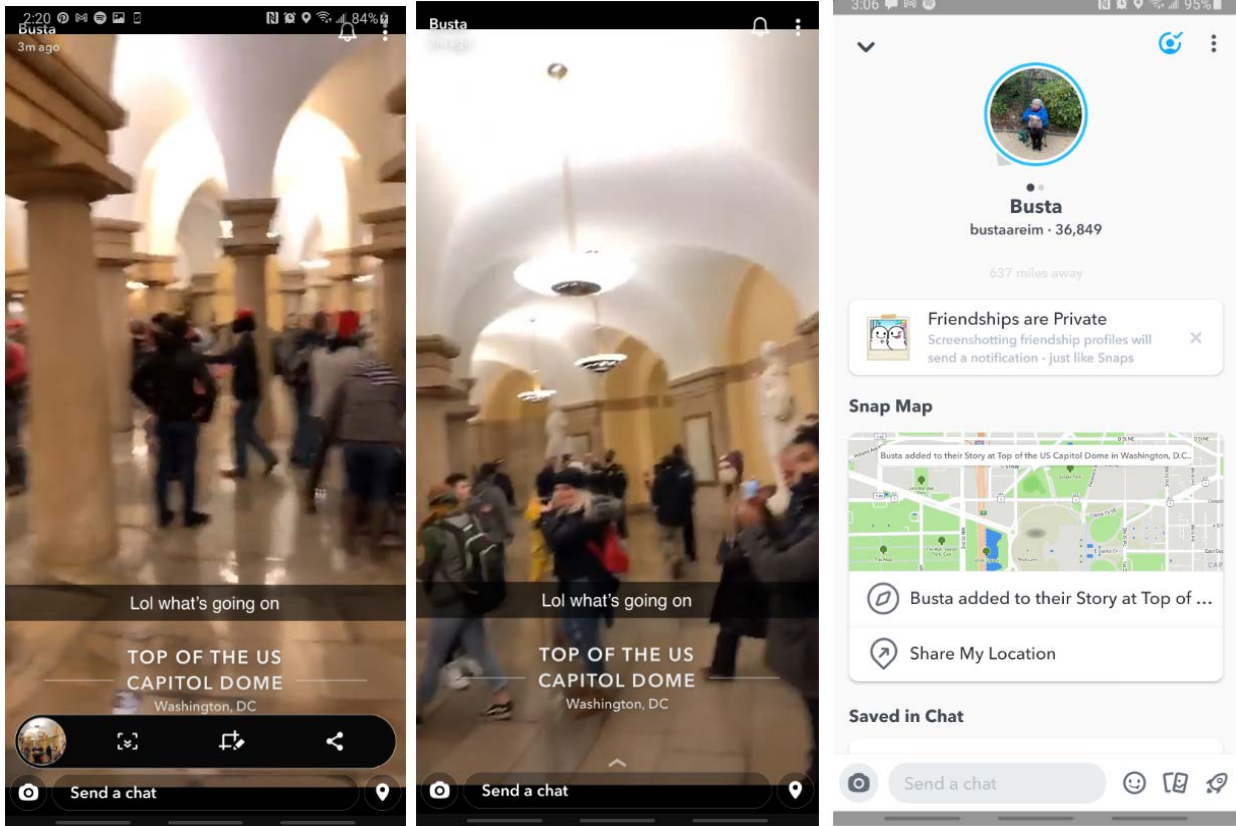 2:20
84%
Busta
3m ago
Lol what's going on
TOP OF THE US
CAPITOL DOME
Washington, DC
Send a chat
Busta
3m ago
Lol what's going on
TOP OF THE US
CAPITOL DOME
Washington, DC
Send a chat
3:06
95%
Busta
bustaareim · 36,849
637 miles away
Friendships are Private
Screenshotting friendship profiles will
send a notification - just like Snaps
Snap Map
Busta added to their Story at Top of the US Capitol Dome in Washington, D.C..
Busta added to their Story at Top of ...
Share My Location
Saved in Chat
Send a chat